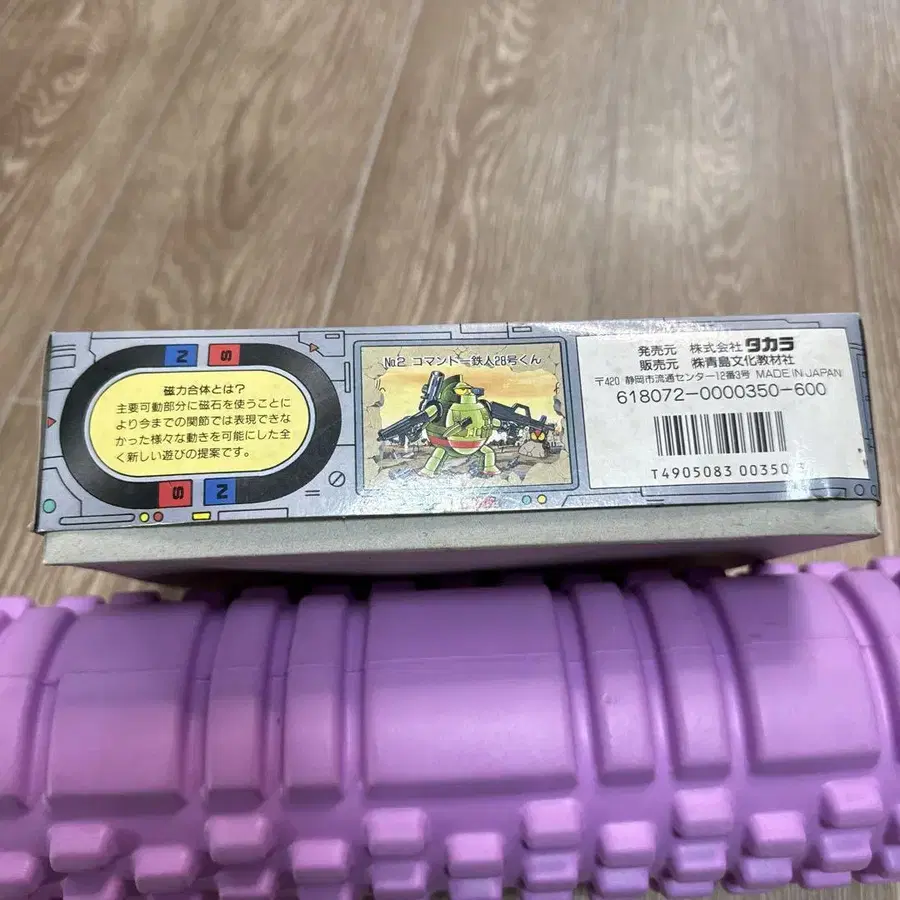 N S
磁力合体とは?
主要可動部分に磁石を使うことに
より今までの関節では表現できな
かった様々な動きを可能にした全
く新しい遊びの提案です。
S N
No.2 コマンドー鉄人28号くん
発売元 株式会社タカラ
販売元 ㈱青島文化教材社
〒420 静岡市流通センター12番3号 MADE IN JAPAN
618072-0000350-600
T4905083 00350